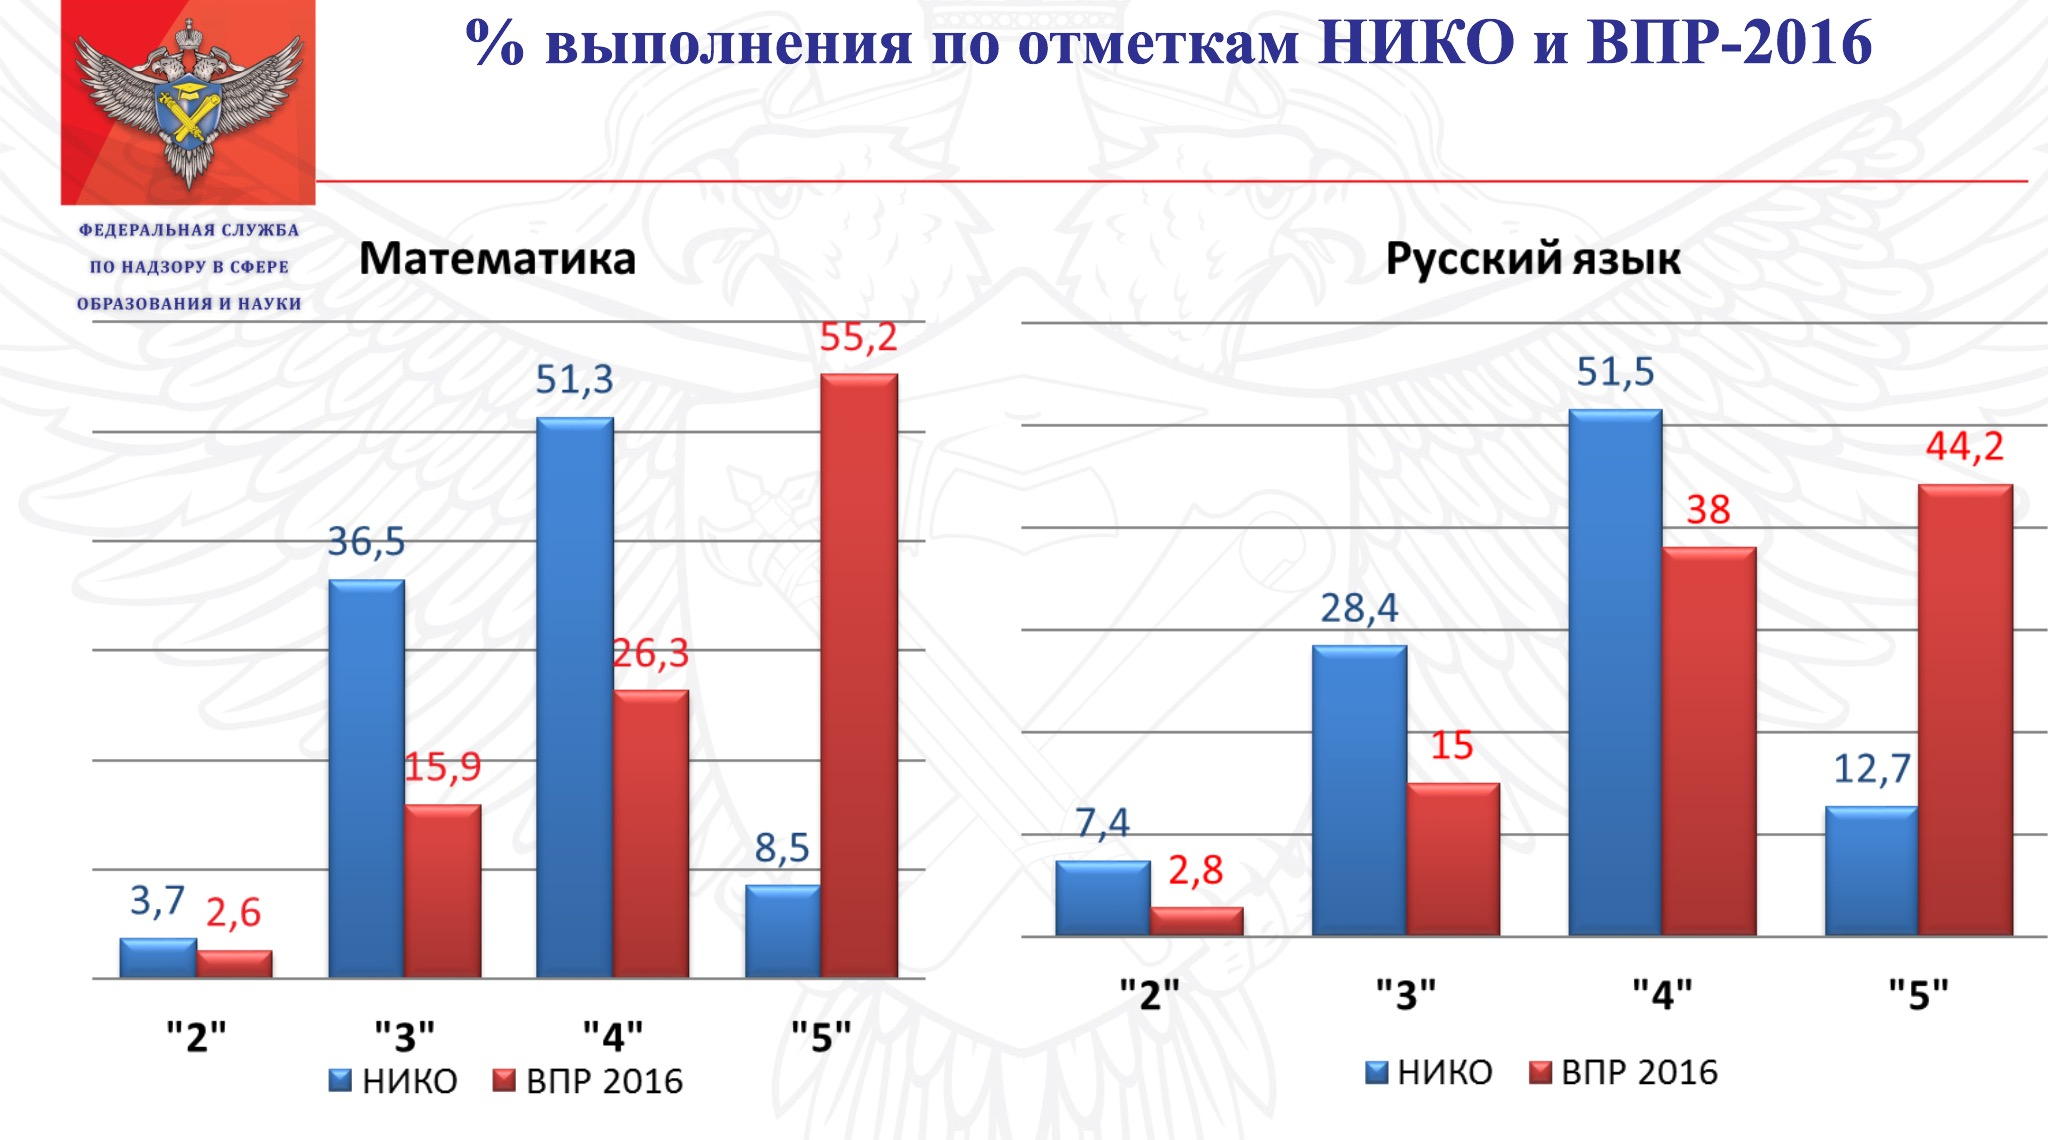 % выполнения по отметкам НИКО и ВПР-2016
ФЕДЕРАЛЬНАЯ СЛУЖБА
ПО НАДЗОРУ В СФЕРЕ
ОБРАЗОВАНИЯ И НАУКИ
Математика
55,2
51,3
36,5
26,3
15,9
8,5
3,7
2,6
"2" "3" "4" "5"
НИКО ВПР 2016
Русский язык
51,5
44,2
38
28,4
15
12,7
7,4
2,8
"2" "3" "4" "5"
НИКО ВПР 2016